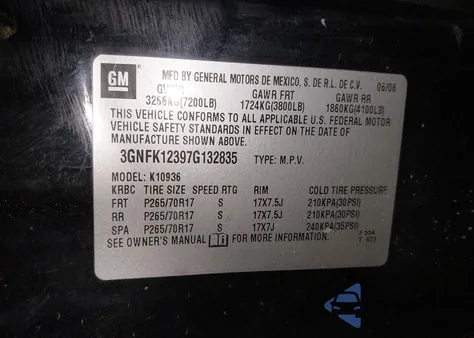 GM
MFD BY GENERAL MOTORS DE MEXICO, S. DE R.L. DE C.V. 06/06
GVWR GAWR FRT GAWR RR
3266KG(7200LB) 1724KG(3800LB) 1860KG(4100LB)
THIS VEHICLE CONFORMS TO ALL APPLICABLE U.S. FEDERAL MOTOR
VEHICLE SAFETY STANDARDS IN EFFECT ON THE DATE OF
MANUFACTURE SHOWN ABOVE.
3GNFK12397G132835 TYPE: M.P.V.
MODEL: K10936
KRBC TIRE SIZE SPEED RTG RIM COLD TIRE PRESSURE
FRT P265/70R17 S 17X7.5J 210KPA(30PSI)
RR P265/70R17 S 17X7.5J 210KPA(30PSI)
SPA P265/70R17 S 17X7J 240KPA(35PSI)
SEE OWNER'S MANUAL FOR MORE INFORMATION